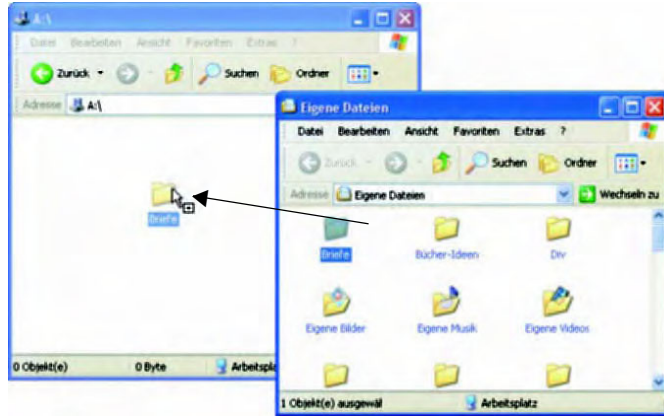 A:\
Datei Bearbeiten Ansicht Favoriten Extras ?
Zurück Suchen Ordner
Adresse A:\
Briefe
0 Objekt(e) 0 Byte Arbeitspla
Eigene Dateien
Datei Bearbeiten Ansicht Favoriten Extras ?
Zurück Suchen Ordner
Adresse Eigene Dateien Wechseln zu
Briefe Bücher-Ideen Div
Eigene Bilder Eigene Musik Eigene Videos
1 Objekt(e) ausgewäl Arbeitsplatz